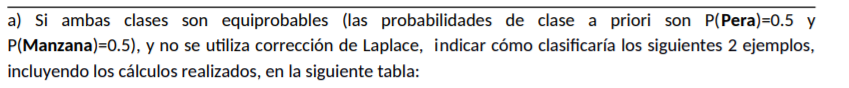 a) Si ambas clases son equiprobables (las probabilidades de clase a priori son P(Pera)=0.5 y
P(Manzana)=0.5), y no se utiliza corrección de Laplace, indicar cómo clasificaría los siguientes 2 ejemplos,
incluyendo los cálculos realizados, en la siguiente tabla: